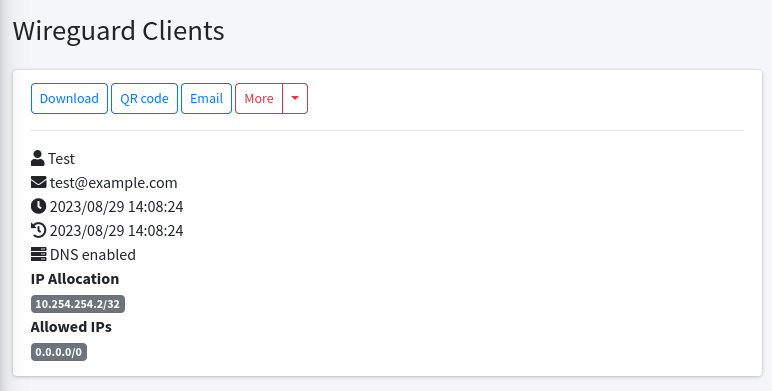 Wireguard Clients
Download QR code Email More
Test
test@example.com
2023/08/29 14:08:24
2023/08/29 14:08:24
DNS enabled
IP Allocation
10.254.254.2/32
Allowed IPs
0.0.0.0/0